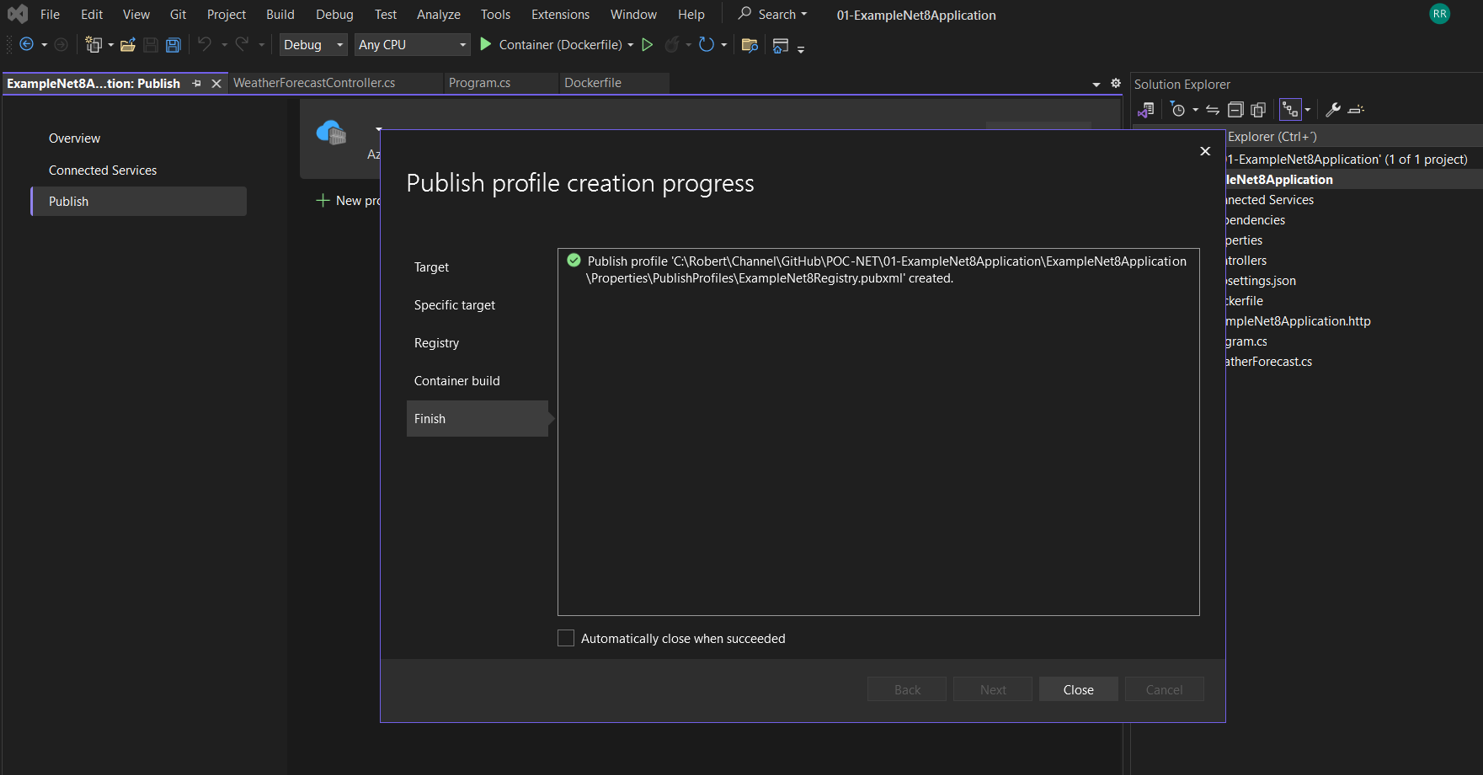 File Edit View Git Project Build Debug Test Analyze Tools Extensions Window Help Search 01-ExampleNet8Application RR
Debug Any CPU Container (Dockerfile)
ExampleNet8A...tion: Publish WeatherForecastController.cs Program.cs Dockerfile
Solution Explorer
Overview
Connected Services
Publish
Az
New pro
Explorer (Ctrl+´)
01-ExampleNet8Application' (1 of 1 project)
leNet8Application
nnected Services
pendencies
perties
ntrollers
psettings.json
ckerfile
mpleNet8Application.http
gram.cs
atherForecast.cs
Publish profile creation progress
Target
Specific target
Registry
Container build
Finish
Publish profile 'C:\Robert\Channel\GitHub\POC-NET\01-ExampleNet8Application\ExampleNet8Application
\Properties\PublishProfiles\ExampleNet8Registry.pubxml' created.
Automatically close when succeeded
Back Next Close Cancel